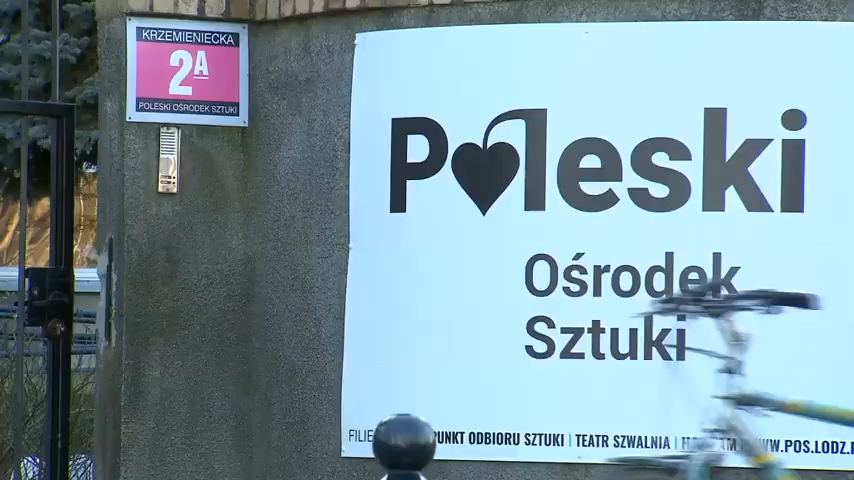 KRZEMIENIECKA
2A
POLESKI OŚRODEK SZTUKI
Poleski
Ośrodek
Sztuki
PUNKT ODBIORU SZTUKI | TEATR SZWALNIA | WWW.POS.LODZ.P